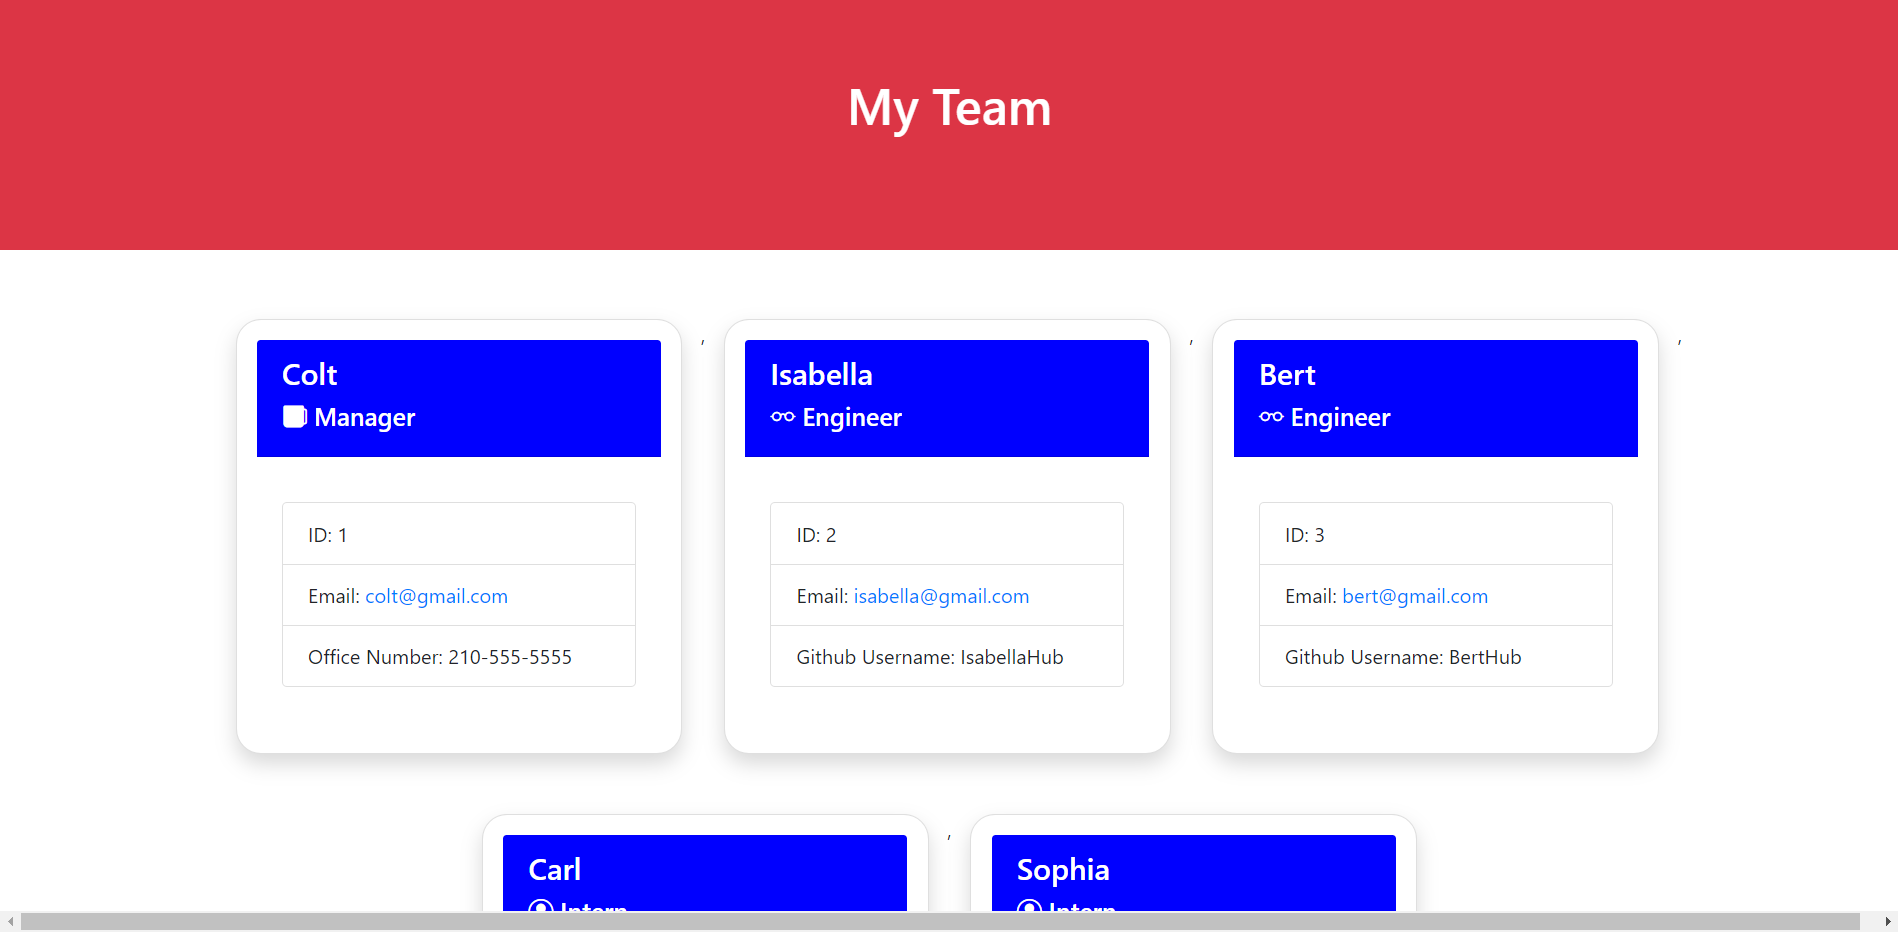 My Team
Colt
Manager
ID: 1
Email: colt@gmail.com
Office Number: 210-555-5555
,
Isabella
Engineer
ID: 2
Email: isabella@gmail.com
Github Username: IsabellaHub
,
Bert
Engineer
ID: 3
Email: bert@gmail.com
Github Username: BertHub
,
Carl
Intern
,
Sophia
Intern